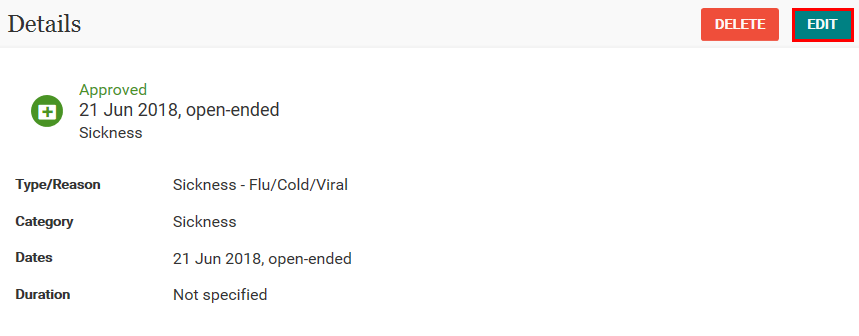 Details
DELETE
EDIT
Approved
21 Jun 2018, open-ended
Sickness
Type/Reason Sickness - Flu/Cold/Viral
Category Sickness
Dates 21 Jun 2018, open-ended
Duration Not specified